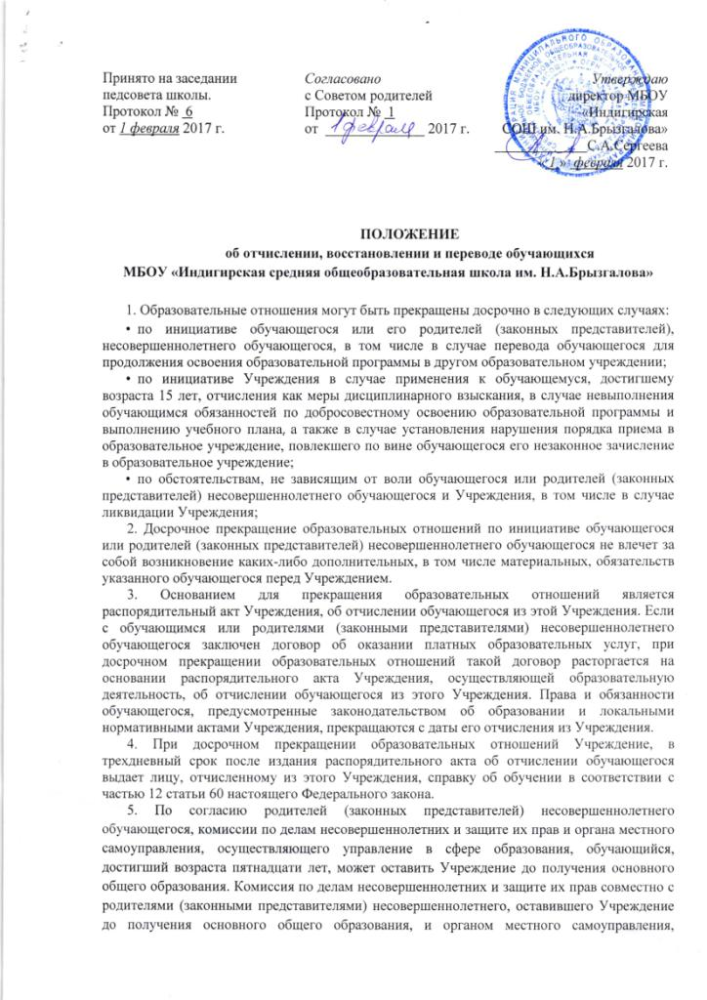 Принято на заседании
педсовета школы.
Протокол № 6
от 1 февраля 2017 г.
Согласовано
с Советом родителей
Протокол № 1
от 1 февраля 2017 г.
Утверждаю
директор МБОУ
«Индигирская
СОШ им. Н.А.Брызгалова»
С.А.Сергеева
« 1 » февраля 2017 г.
ПОЛОЖЕНИЕ
об отчислении, восстановлении и переводе обучающихся
МБОУ «Индигирская средняя общеобразовательная школа им. Н.А.Брызгалова»
1. Образовательные отношения могут быть прекращены досрочно в следующих случаях:
• по инициативе обучающегося или его родителей (законных представителей),
несовершеннолетнего обучающегося, в том числе в случае перевода обучающегося для
продолжения освоения образовательной программы в другом образовательном учреждении;
• по инициативе Учреждения в случае применения к обучающемуся, достигшему
возраста 15 лет, отчисления как меры дисциплинарного взыскания, в случае невыполнения
обучающимся обязанностей по добросовестному освоению образовательной программы и
выполнению учебного плана, а также в случае установления нарушения порядка приема в
образовательное учреждение, повлекшего по вине обучающегося его незаконное зачисление
в образовательное учреждение;
• по обстоятельствам, не зависящим от воли обучающегося или родителей (законных
представителей) несовершеннолетнего обучающегося и Учреждения, в том числе в случае
ликвидации Учреждения;
2. Досрочное прекращение образовательных отношений по инициативе обучающегося
или родителей (законных представителей) несовершеннолетнего обучающегося не влечет за
собой возникновение каких-либо дополнительных, в том числе материальных, обязательств
указанного обучающегося перед Учреждением.
3. Основанием для прекращения образовательных отношений является
распорядительный акт Учреждения, об отчислении обучающегося из этой Учреждения. Если
с обучающимся или родителями (законными представителями) несовершеннолетнего
обучающегося заключен договор об оказании платных образовательных услуг, при
досрочном прекращении образовательных отношений такой договор расторгается на
основании распорядительного акта Учреждения, осуществляющей образовательную
деятельность, об отчислении обучающегося из этого Учреждения. Права и обязанности
обучающегося, предусмотренные законодательством об образовании и локальными
нормативными актами Учреждения, прекращаются с даты его отчисления из Учреждения.
4. При досрочном прекращении образовательных отношений Учреждение, в
трехдневный срок после издания распорядительного акта об отчислении обучающегося
выдает лицу, отчисленному из этого Учреждения, справку об обучении в соответствии с
частью 12 статьи 60 настоящего Федерального закона.
5. По согласию родителей (законных представителей) несовершеннолетнего
обучающегося, комиссии по делам несовершеннолетних и защите их прав и органа местного
самоуправления, осуществляющего управление в сфере образования, обучающийся,
достигший возраста пятнадцати лет, может оставить Учреждение до получения основного
общего образования. Комиссия по делам несовершеннолетних и защите их прав совместно с
родителями (законными представителями) несовершеннолетнего, оставившего Учреждение
до получения основного общего образования, и органом местного самоуправления,